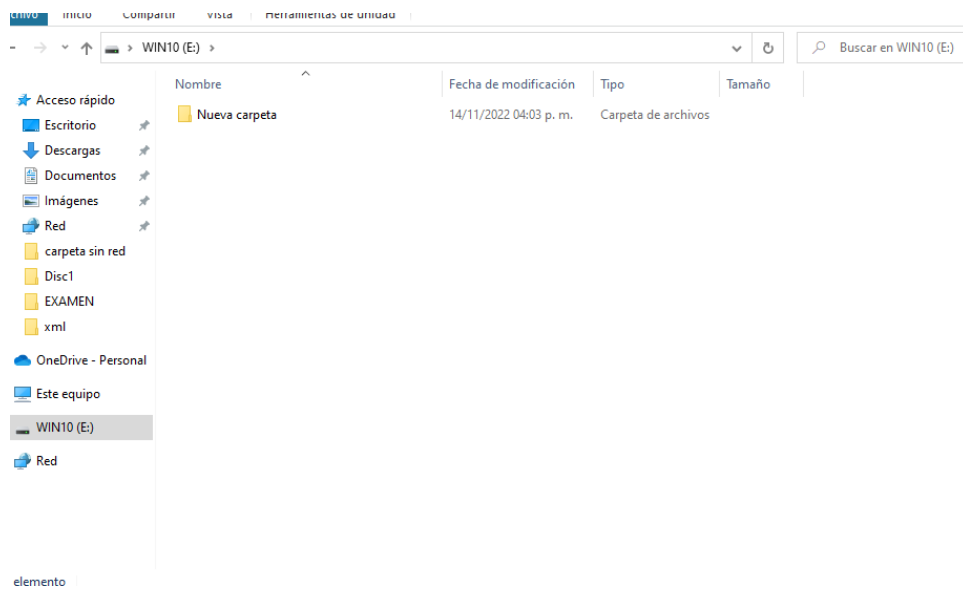 chivo Inicio Compartir Vista Herramientas de unidad
WIN10 (E:)
Buscar en WIN10 (E:)
Nombre Fecha de modificación Tipo Tamaño
Nueva carpeta 14/11/2022 04:03 p. m. Carpeta de archivos
Acceso rápido
Escritorio
Descargas
Documentos
Imágenes
Red
carpeta sin red
Disc1
EXAMEN
xml
OneDrive - Personal
Este equipo
WIN10 (E:)
Red
elemento